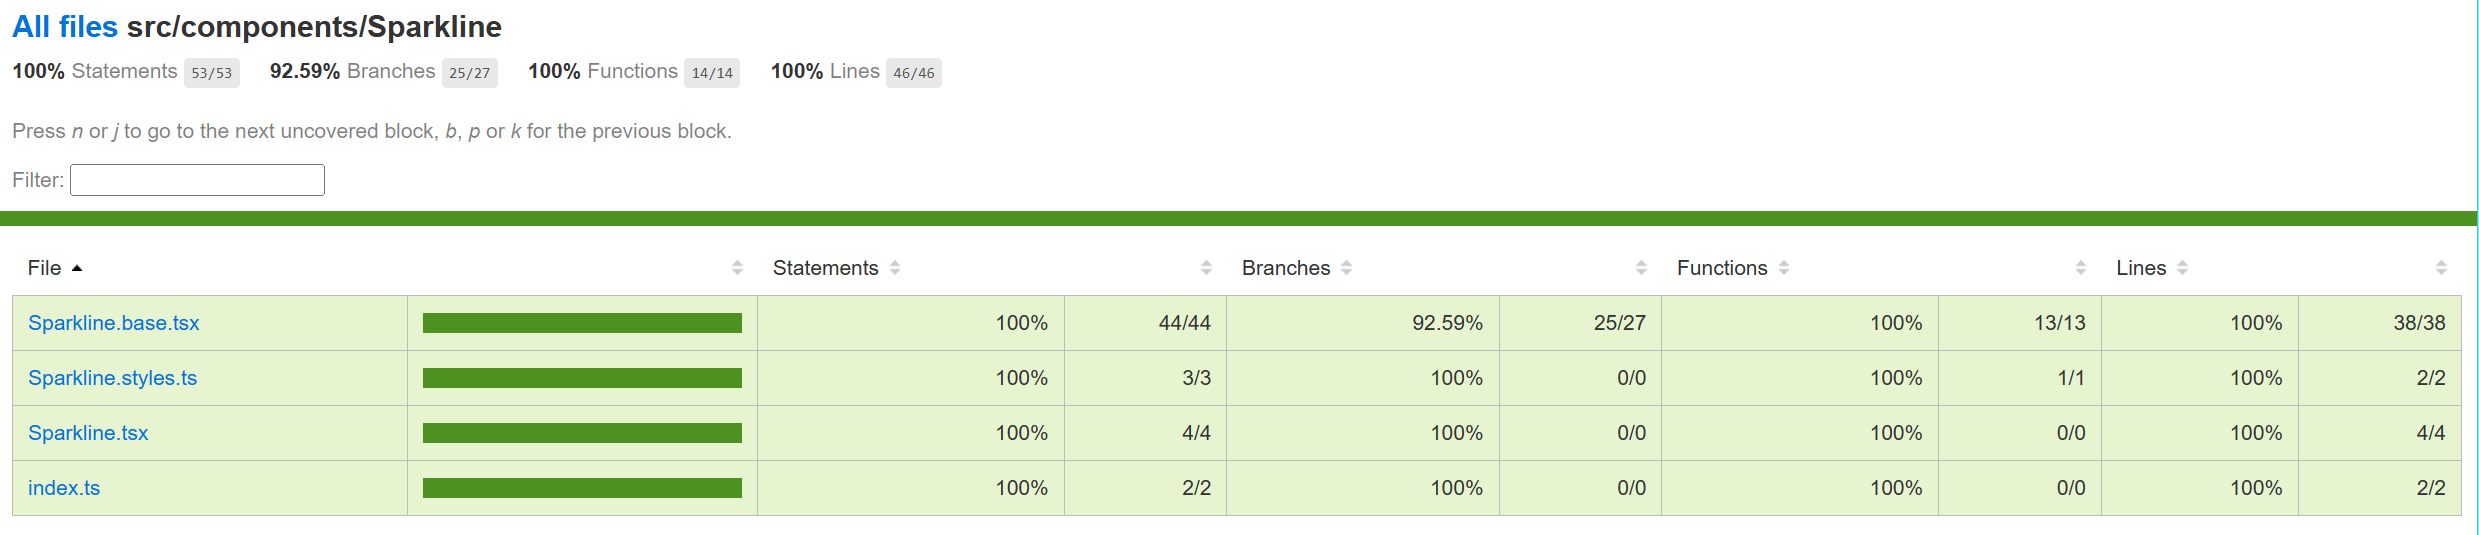 All files src/components/Sparkline
100% Statements 53/53 92.59% Branches 25/27 100% Functions 14/14 100% Lines 46/46
Press n or j to go to the next uncovered block, b, p or k for the previous block.
Filter:
File Statements Branches Functions Lines
Sparkline.base.tsx 100% 44/44 92.59% 25/27 100% 13/13 100% 38/38
Sparkline.styles.ts 100% 3/3 100% 0/0 100% 1/1 100% 2/2
Sparkline.tsx 100% 4/4 100% 0/0 100% 0/0 100% 4/4
index.ts 100% 2/2 100% 0/0 100% 0/0 100% 2/2